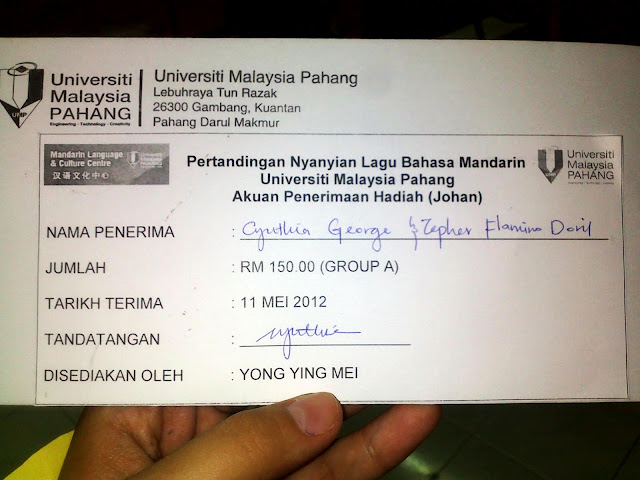 Universiti
Malaysia
PAHANG
Engineering • Technology • Creativity
UMP
Universiti Malaysia Pahang
Lebuhraya Tun Razak
26300 Gambang, Kuantan
Pahang Darul Makmur
Mandarin Language
& Culture Centre
汉语文化中心
Pertandingan Nyanyian Lagu Bahasa Mandarin
Universiti Malaysia Pahang
Akuan Penerimaan Hadiah (Johan)
Universiti
Malaysia
PAHANG
NAMA PENERIMA : Cynthia George & Zepher Flamino Doril
JUMLAH : RM 150.00 (GROUP A)
TARIKH TERIMA : 11 MEI 2012
TANDATANGAN : cynthia
DISEDIAKAN OLEH : YONG YING MEI